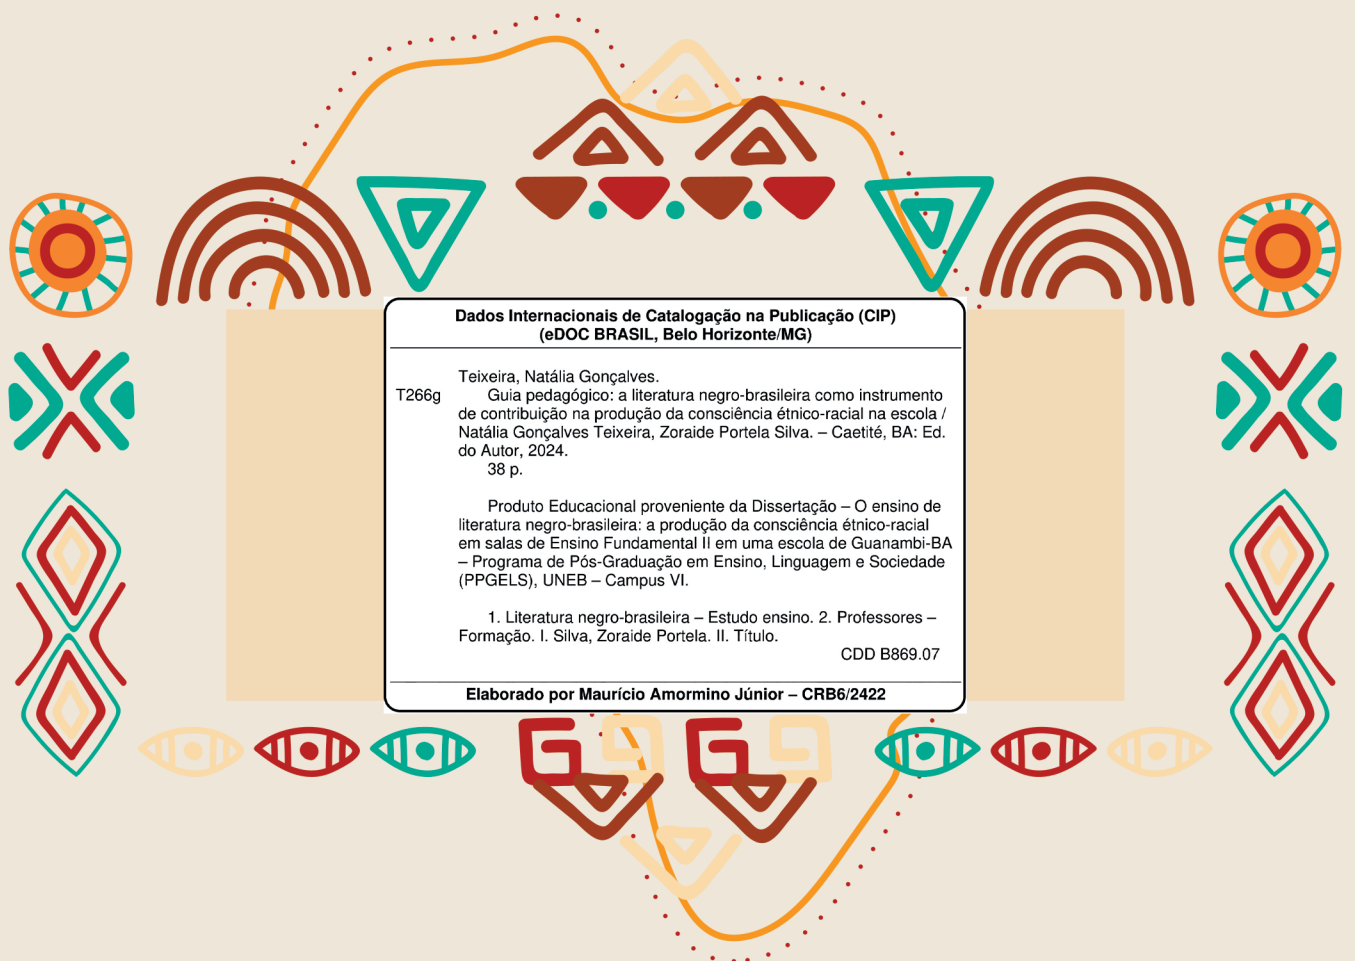 Dados Internacionais de Catalogação na Publicação (CIP)
(eDOC BRASIL, Belo Horizonte/MG)
Teixeira, Natália Gonçalves.
T266g Guia pedagógico: a literatura negro-brasileira como instrumento
de contribuição na produção da consciência étnico-racial na escola /
Natália Gonçalves Teixeira, Zoraide Portela Silva. – Caetité, BA: Ed.
do Autor, 2024.
38 p.
Produto Educacional proveniente da Dissertação – O ensino de
literatura negro-brasileira: a produção da consciência étnico-racial
em salas de Ensino Fundamental II em uma escola de Guanambi-BA
– Programa de Pós-Graduação em Ensino, Linguagem e Sociedade
(PPGELS), UNEB – Campus VI.
1. Literatura negro-brasileira – Estudo ensino. 2. Professores –
Formação. I. Silva, Zoraide Portela. II. Título.
CDD B869.07
Elaborado por Maurício Amormino Júnior – CRB6/2422